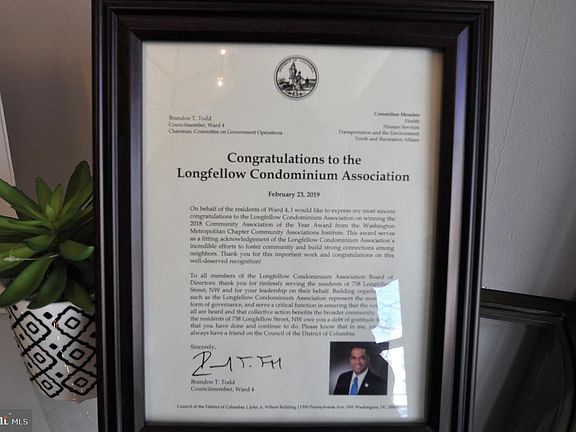 Brandon T. Todd
Councilmember, Ward 4
Chairman, Committee on Government Operations
Committee Member
Health
Human Services
Transportation and the Environment
Youth and Recreation Affairs
Congratulations to the
Longfellow Condominium Association
February 23, 2019
On behalf of the residents of Ward 4, I would like to express my most sincere
congratulations to the Longfellow Condominium Association on winning the
2018 Community Association of the Year Award from the Washington
Metropolitan Chapter Community Associations Institute. This award serves
as a fitting acknowledgement of the Longfellow Condominium Association's
incredible efforts to foster community and build strong connections among
neighbors. Thank you for this important work and congratulations on this
well-deserved recognition!
To all members of the Longfellow Condominium Association Board of
Directors: thank you for tirelessly serving the residents of 738 Longfellow
Street, NW and for your leadership on their behalf. Building
such as the Longfellow Condominium Association represent the
form of governance, and serve a critical function in ensuring that the
all are heard and that collective action benefits the broader
the residents of 738 Longfellow Street, NW owe you a debt of gratitude
that you have done and continue to do. Please know that in me,
always have a friend on the Council of the District of Columbia.
Sincerely,
Brandon T. Todd
Councilmember, Ward 4
Council of the District of Columbia | John A. Wilson Building | 1350 Pennsylvania Ave, NW Washington, DC
MLS